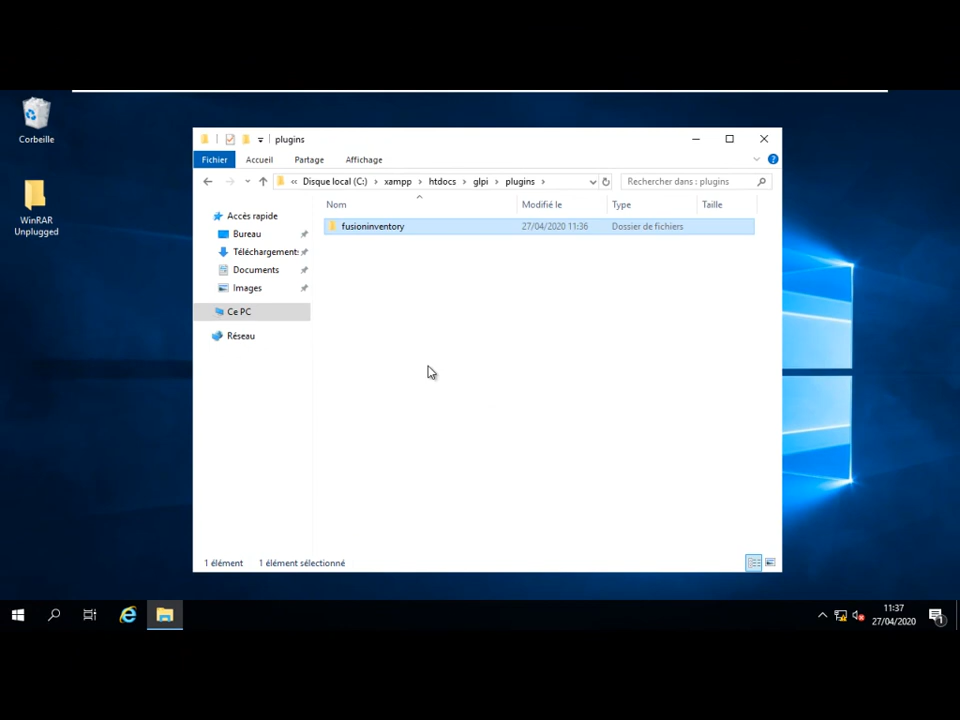 Corbeille
WinRAR
Unplugged
plugins
Fichier
Accueil
Partage
Affichage
« Disque local (C:) › xampp › htdocs › glpi › plugins ›
Rechercher dans : plugins
Nom
Modifié le
Type
Taille
fusioninventory
27/04/2020 11:36
Dossier de fichiers
Accès rapide
Bureau
Téléchargements
Documents
Images
Ce PC
Réseau
1 élément
1 élément sélectionné
11:37
27/04/2020
1